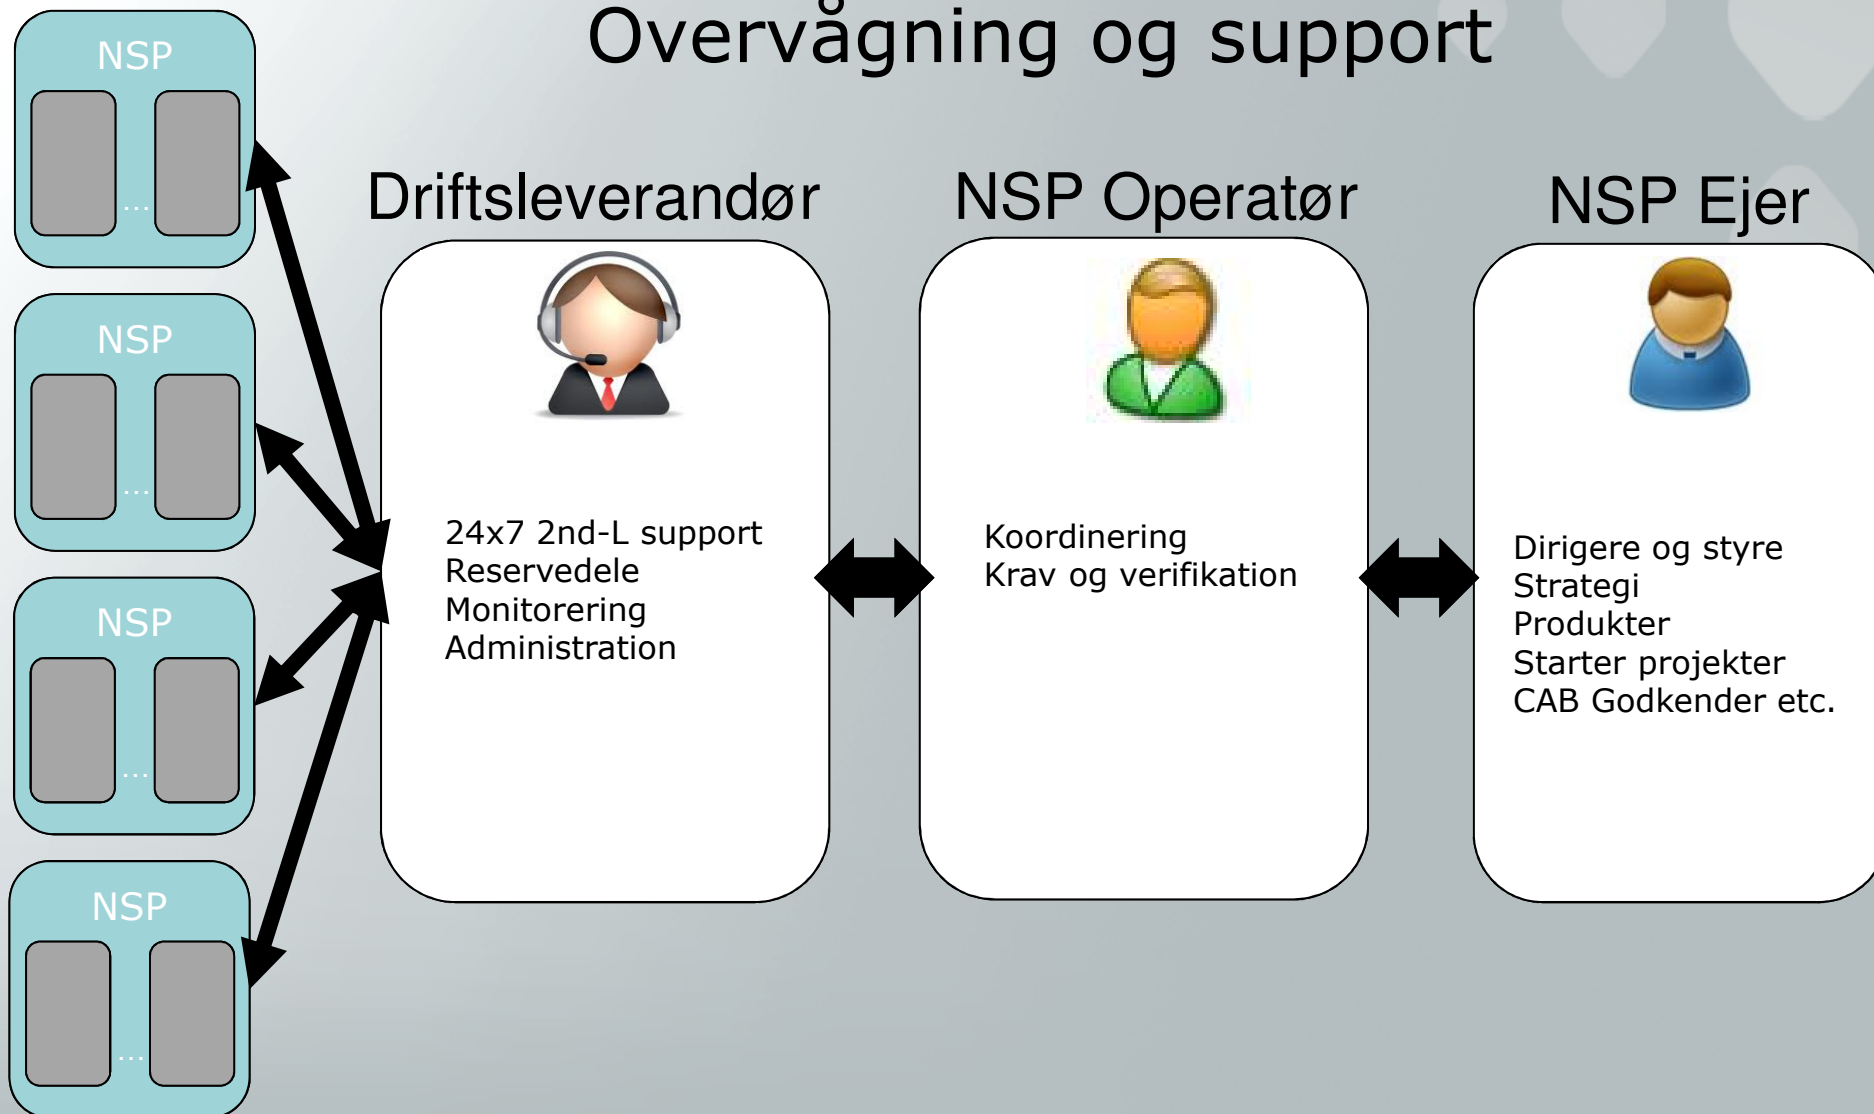 Overvågning og support
NSP
...
NSP
...
NSP
...
NSP
...
Driftsleverandør
24x7 2nd-L support
Reservedele
Monitorering
Administration
NSP Operatør
Koordinering
Krav og verifikation
NSP Ejer
Dirigere og styre
Strategi
Produkter
Starter projekter
CAB Godkender etc.